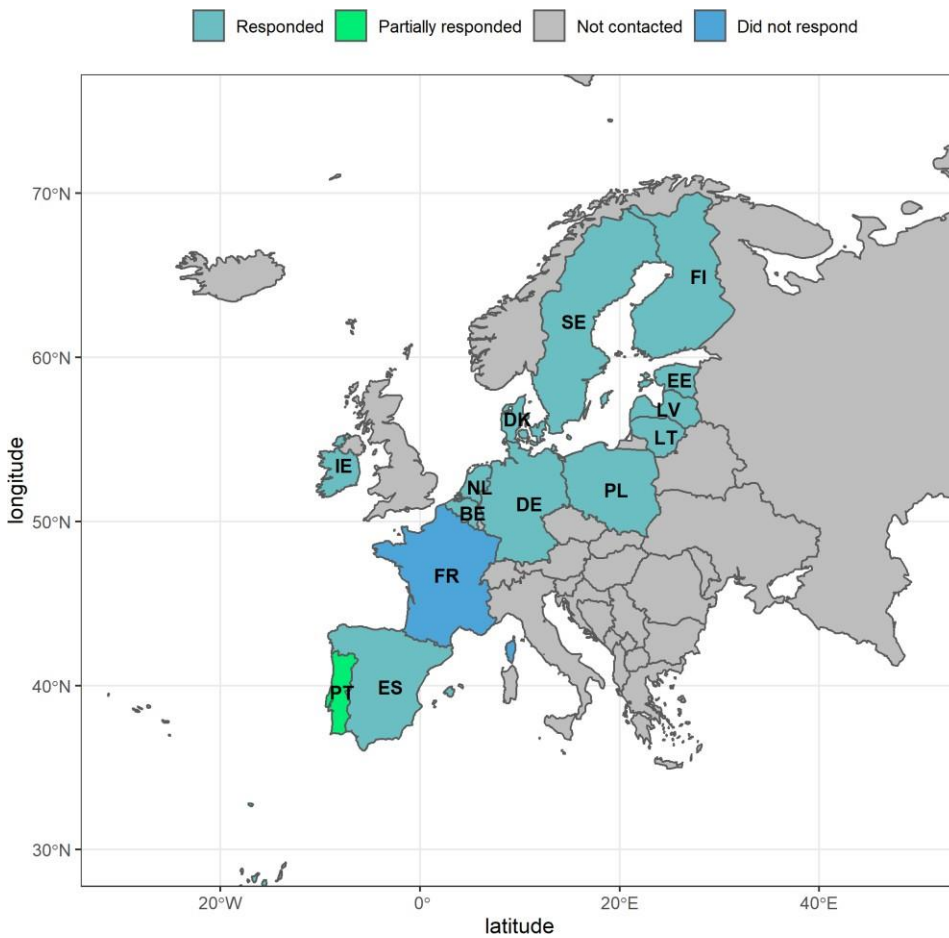 Responded Partially responded Not contacted Did not respond
70°N
FI
SE
60°N
EE
LV
DK
LT
IE
NL
PL
DE
BE
50°N
FR
40°N
PT
ES
30°N
20°W 0° 20°E 40°E
latitude
longitude